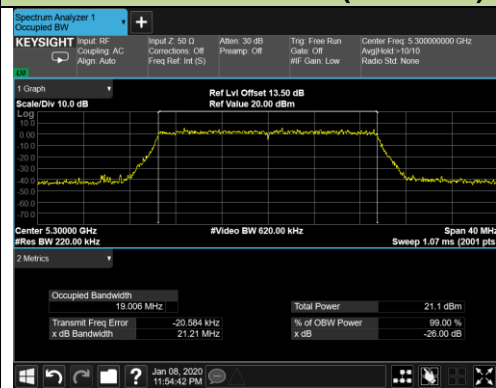 Spectrum Analyzer 1
Occupied BW
+
KEYSIGHT Input: RF Input Z: 50 Ω Atten: 30 dB Trig: Free Run Center Freq: 5.300000000 GHz
Coupling: AC Corrections: Off Preamp: Off Gate: Off Avg|Hold:>10/10
Align: Auto Freq Ref: Int (S) #IF Gain: Low Radio Std: None
LXI
1 Graph Ref Lvl Offset 13.50 dB
Scale/Div 10.0 dB Ref Value 20.00 dBm
Log
10.0
0.00
-10.0
-20.0
-30.0
-40.0
-50.0
-60.0
-70.0
Center 5.30000 GHz #Video BW 620.00 kHz Span 40 MHz
#Res BW 220.00 kHz Sweep 1.07 ms (2001 pts
2 Metrics
Occupied Bandwidth
19.006 MHz Total Power 21.1 dBm
Transmit Freq Error -20.584 kHz % of OBW Power 99.00 %
x dB Bandwidth 21.21 MHz x dB -26.00 dB
? Jan 08, 2020
11:54:42 PM